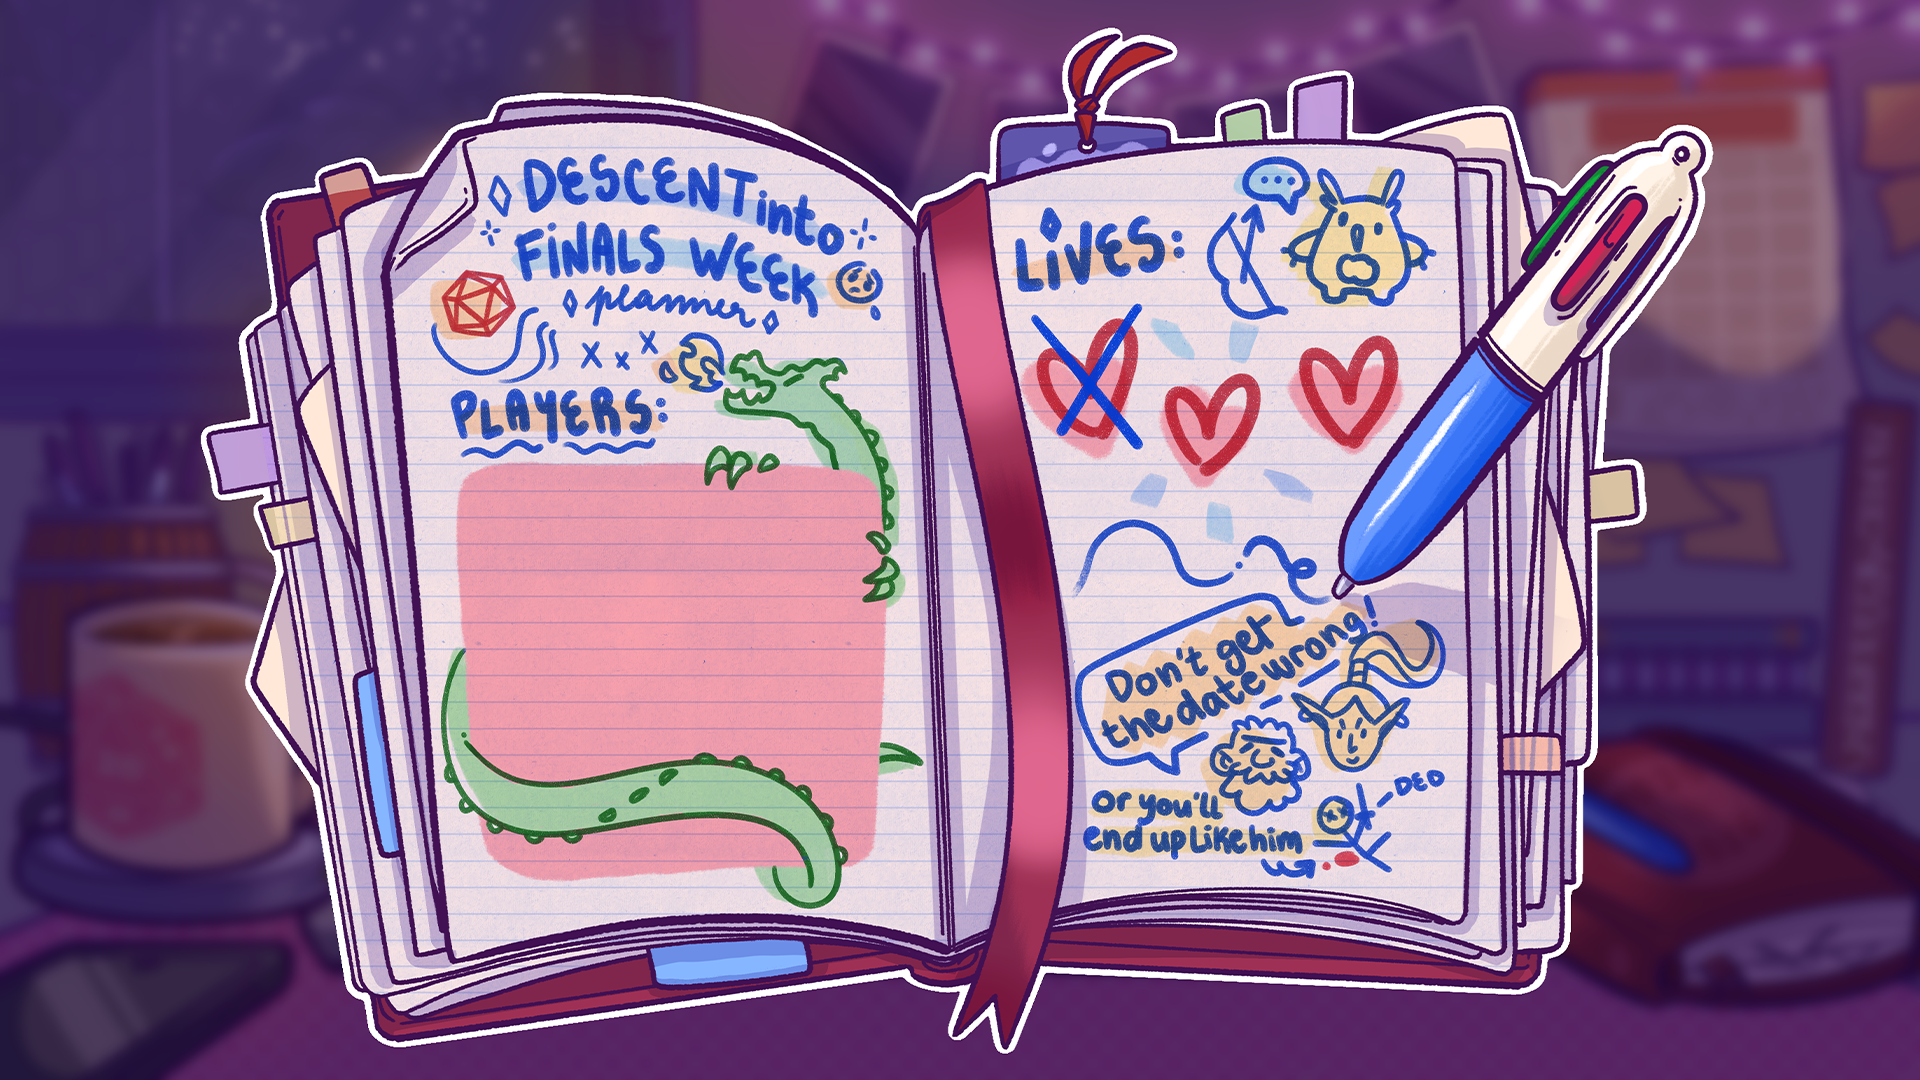 DESCENT into
FINALS WEEK
planner
PLAYERS:
LIVES:
Don't get
the date wrong!
or you'll
end up like him
DED